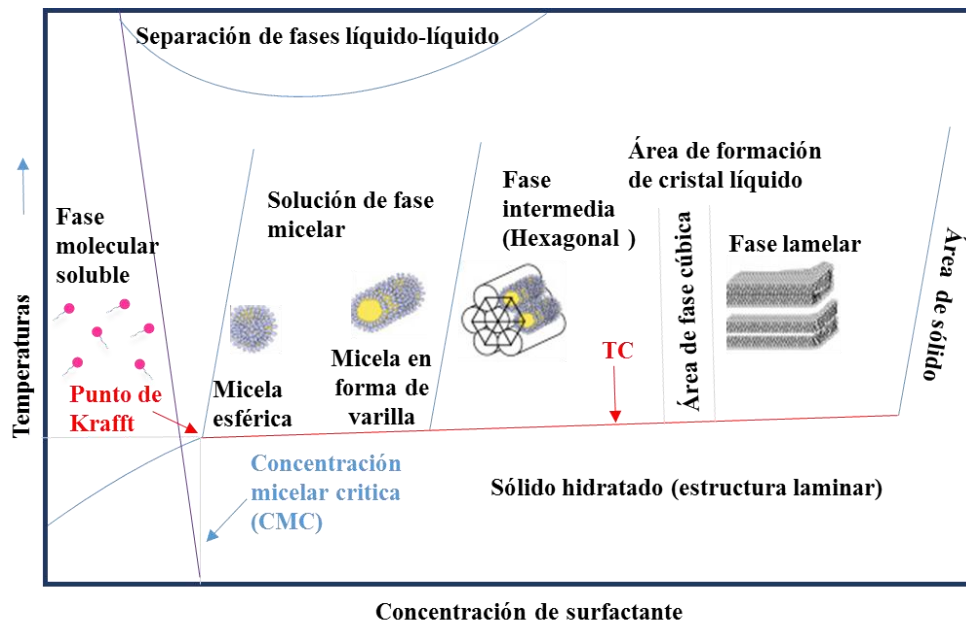 Separación de fases líquido-líquido
Área de formación
de cristal líquido
Fase
intermedia
(Hexagonal )
Solución de fase
micelar
Fase
molecular
soluble
Fase lamelar
Área de fase cúbica
Área de sólido
Temperaturas
TC
Micela en
forma de
varilla
Micela
esférica
Punto de
Krafft
Concentración
micelar critica
(CMC)
Sólido hidratado (estructura laminar)
Concentración de surfactante